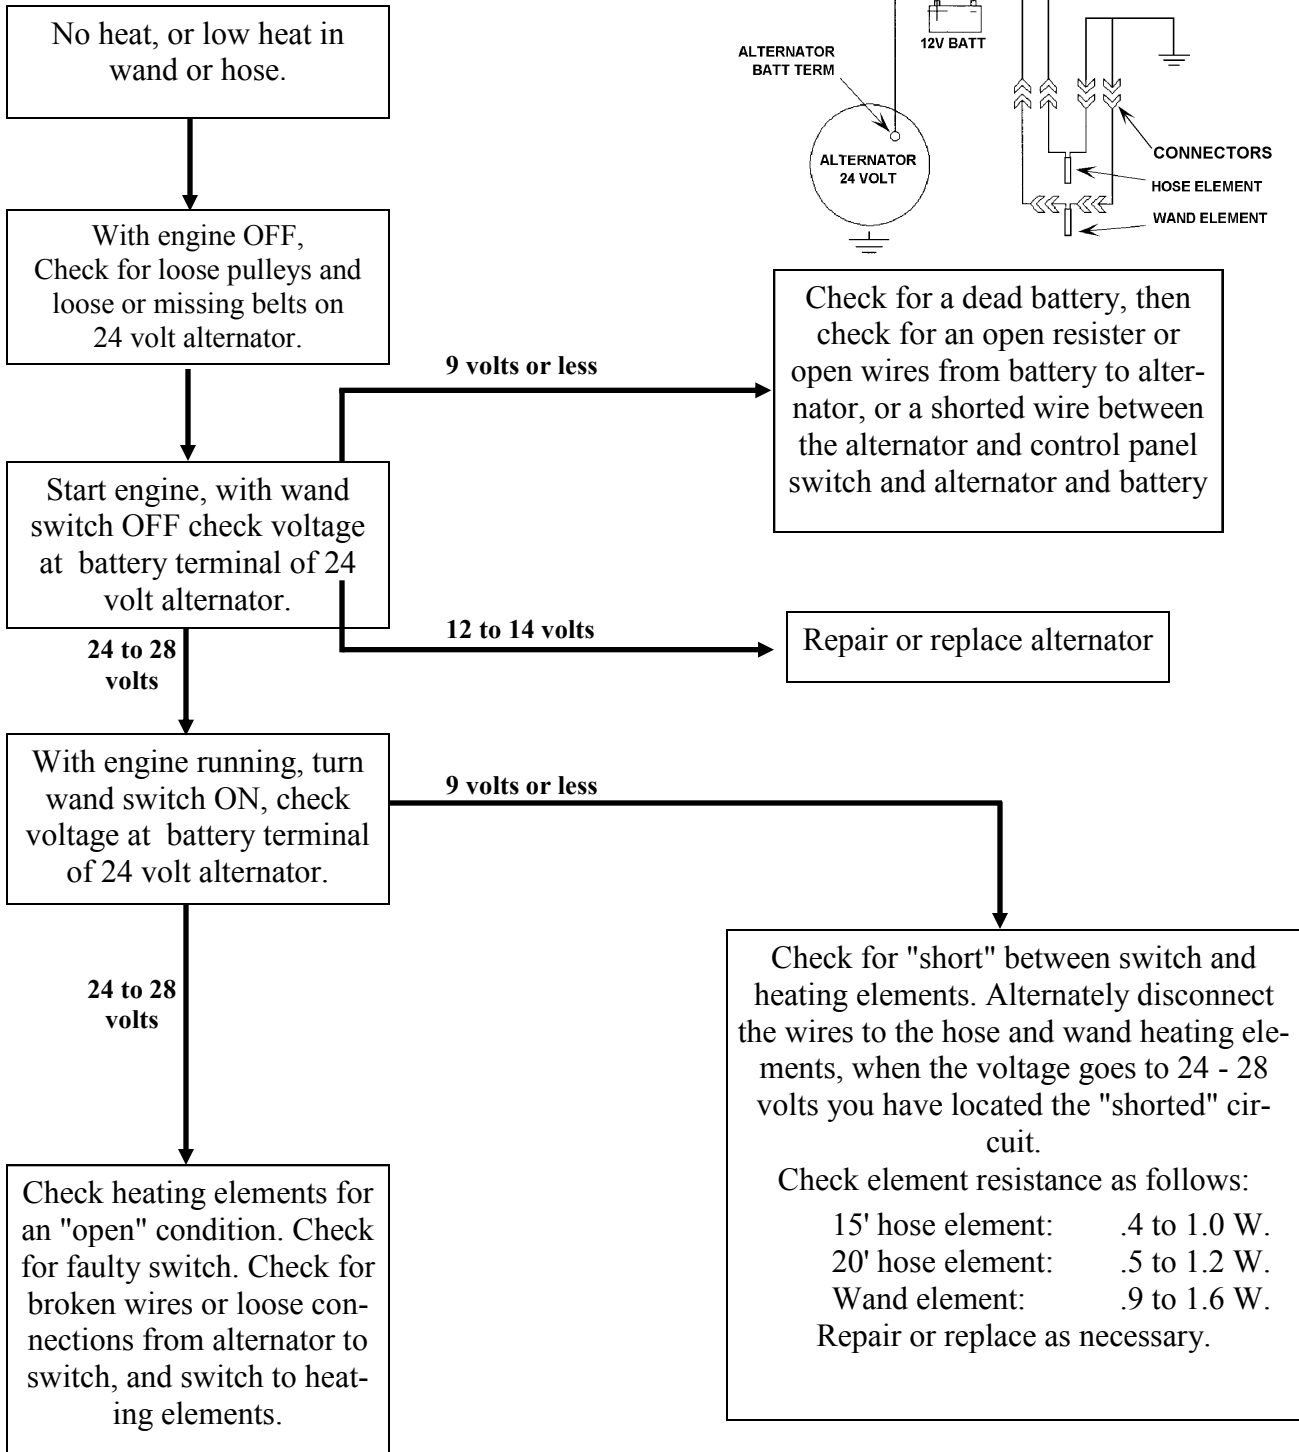 No heat, or low heat in
wand or hose.
12V BATT
ALTERNATOR
BATT TERM
ALTERNATOR
24 VOLT
CONNECTORS
HOSE ELEMENT
WAND ELEMENT
With engine OFF,
Check for loose pulleys and
loose or missing belts on
24 volt alternator.
9 volts or less
Check for a dead battery, then
check for an open resister or
open wires from battery to alter-
nator, or a shorted wire between
the alternator and control panel
switch and alternator and battery
Start engine, with wand
switch OFF check voltage
at battery terminal of 24
volt alternator.
12 to 14 volts
Repair or replace alternator
24 to 28
volts
With engine running, turn
wand switch ON, check
voltage at battery terminal
of 24 volt alternator.
9 volts or less
Check for "short" between switch and
heating elements. Alternately disconnect
the wires to the hose and wand heating ele-
ments, when the voltage goes to 24 - 28
volts you have located the "shorted" cir-
cuit.
Check element resistance as follows:
15' hose element: .4 to 1.0 W.
20' hose element: .5 to 1.2 W.
Wand element: .9 to 1.6 W.
Repair or replace as necessary.
24 to 28
volts
Check heating elements for
an "open" condition. Check
for faulty switch. Check for
broken wires or loose con-
nections from alternator to
switch, and switch to heat-
ing elements.